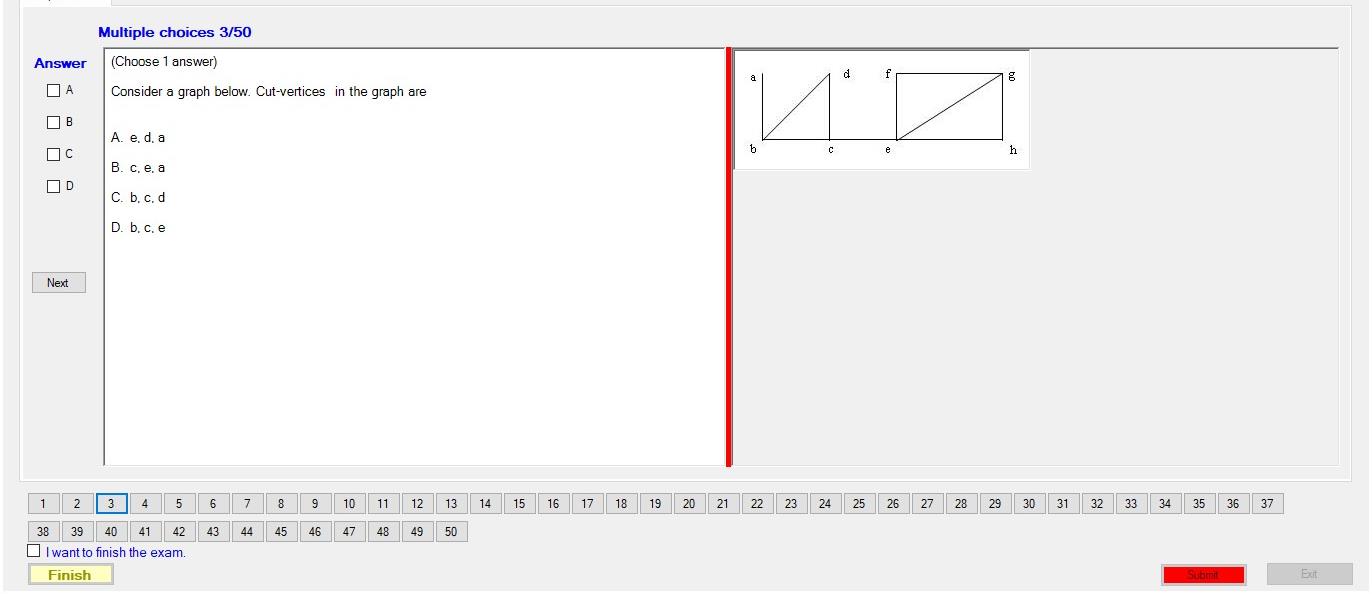 Multiple choices 3/50
Answer
A
B
C
D
Next
(Choose 1 answer)
Consider a graph below. Cut-vertices in the graph are
A. e, d, a
B. c, e, a
C. b, c, d
D. b, c, e
a d f g
b c e h
1 2 3 4 5 6 7 8 9 10 11 12 13 14 15 16 17 18 19 20 21 22 23 24 25 26 27 28 29 30 31 32 33 34 35 36 37
38 39 40 41 42 43 44 45 46 47 48 49 50
I want to finish the exam.
Finish
Submit
Exit